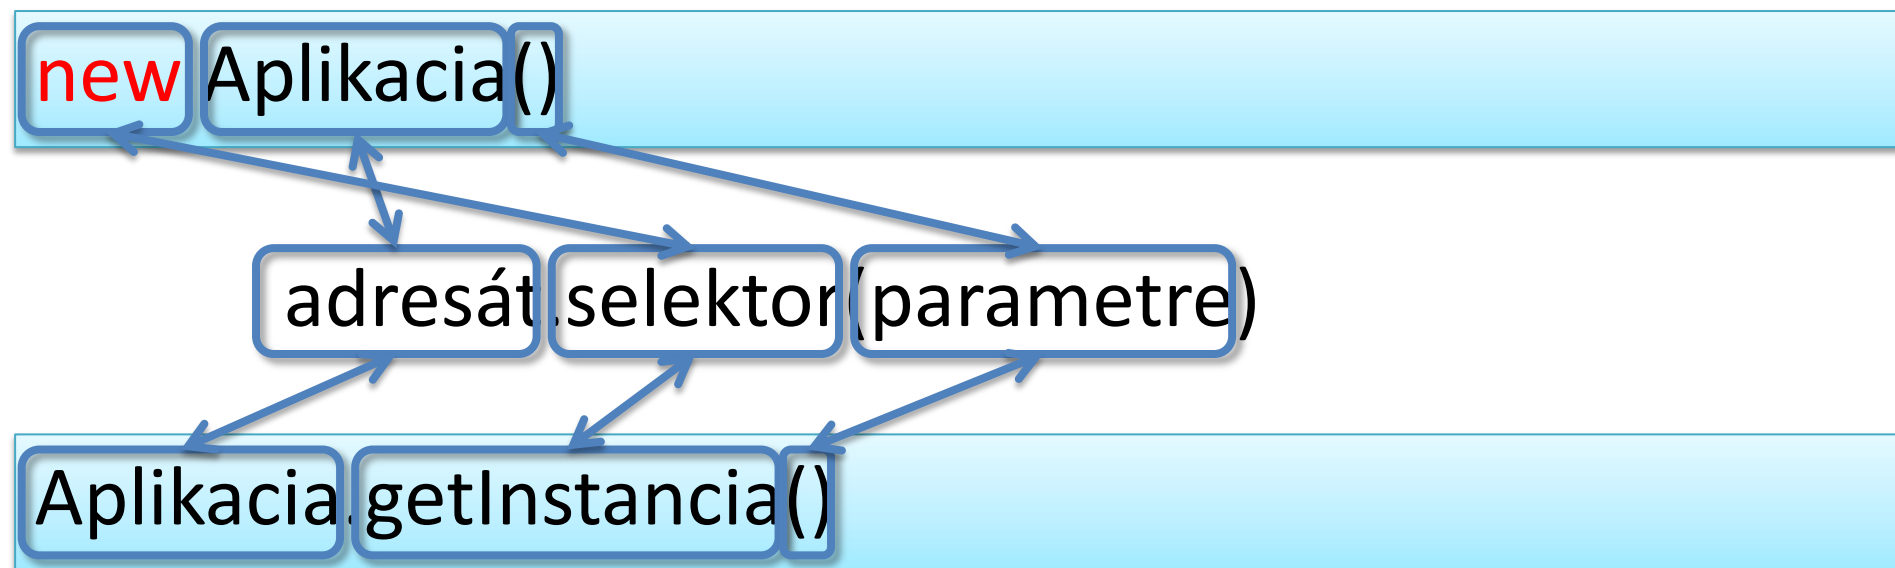 new Aplikacia()
adresát.selektor(parametre)
Aplikacia.getInstancia()